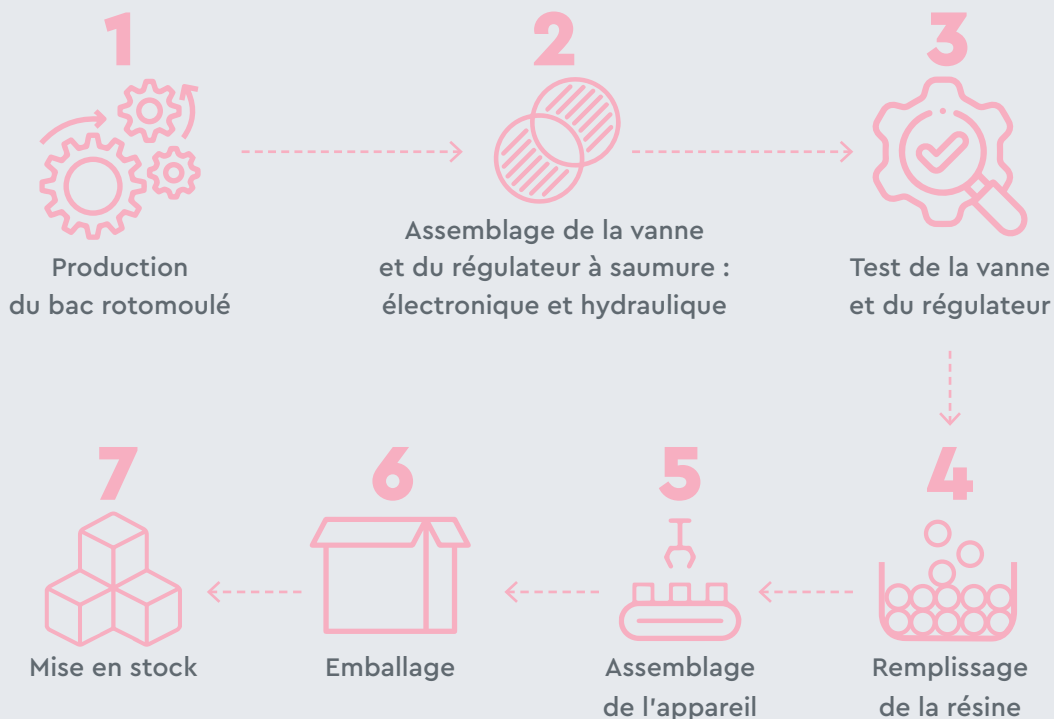 1
Production
du bac rotomoulé
2
Assemblage de la vanne
et du régulateur à saumure :
électronique et hydraulique
3
Test de la vanne
et du régulateur
4
Remplissage
de la résine
5
Assemblage
de l'appareil
6
Emballage
7
Mise en stock